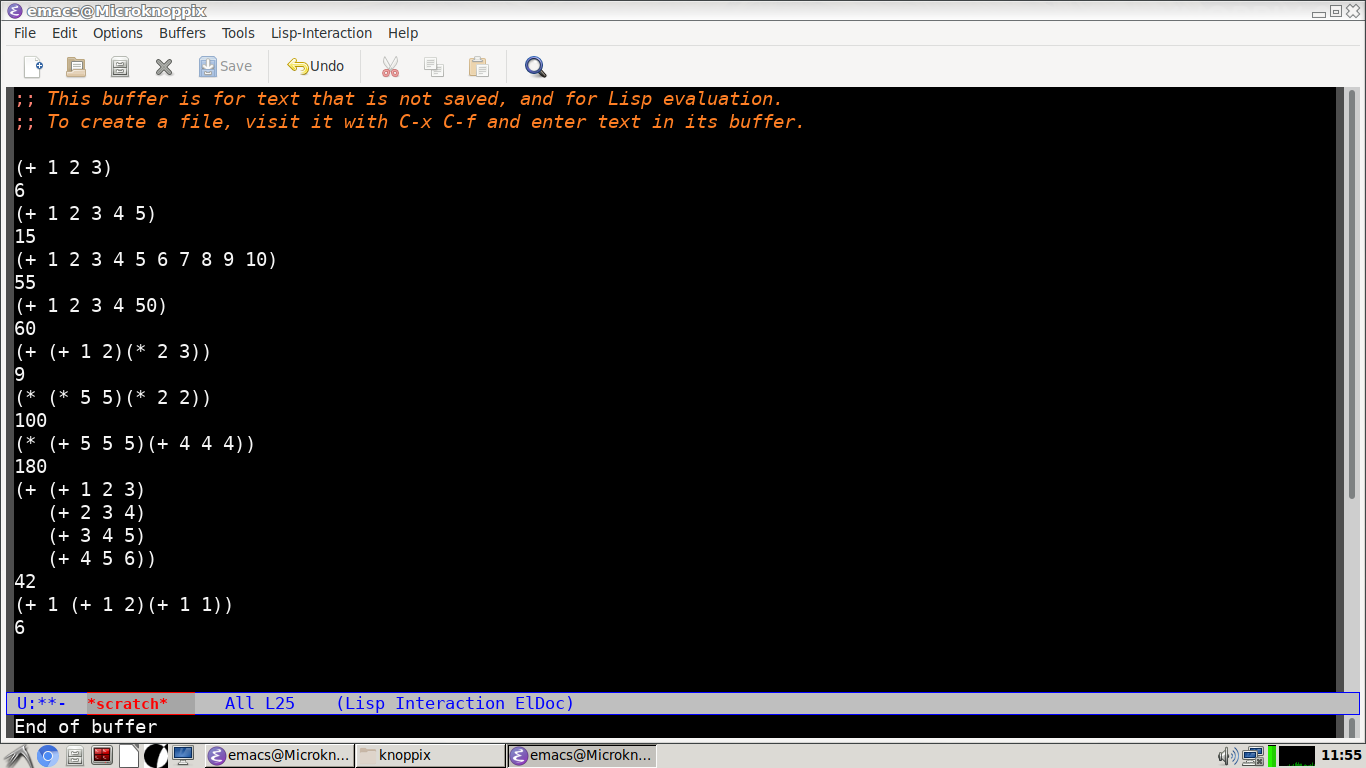 emacs@Microknoppix
File Edit Options Buffers Tools Lisp-Interaction Help
Save Undo
;; This buffer is for text that is not saved, and for Lisp evaluation.
;; To create a file, visit it with C-x C-f and enter text in its buffer.
(+ 1 2 3)
6
(+ 1 2 3 4 5)
15
(+ 1 2 3 4 5 6 7 8 9 10)
55
(+ 1 2 3 4 50)
60
(+ (+ 1 2)(* 2 3))
9
(* (* 5 5)(* 2 2))
100
(* (+ 5 5 5)(+ 4 4 4))
180
(+ (+ 1 2 3)
   (+ 2 3 4)
   (+ 3 4 5)
   (+ 4 5 6))
42
(+ 1 (+ 1 2)(+ 1 1))
6
U:**- *scratch* All L25 (Lisp Interaction ElDoc)
End of buffer
emacs@Microkn... knoppix emacs@Microkn... 11:55